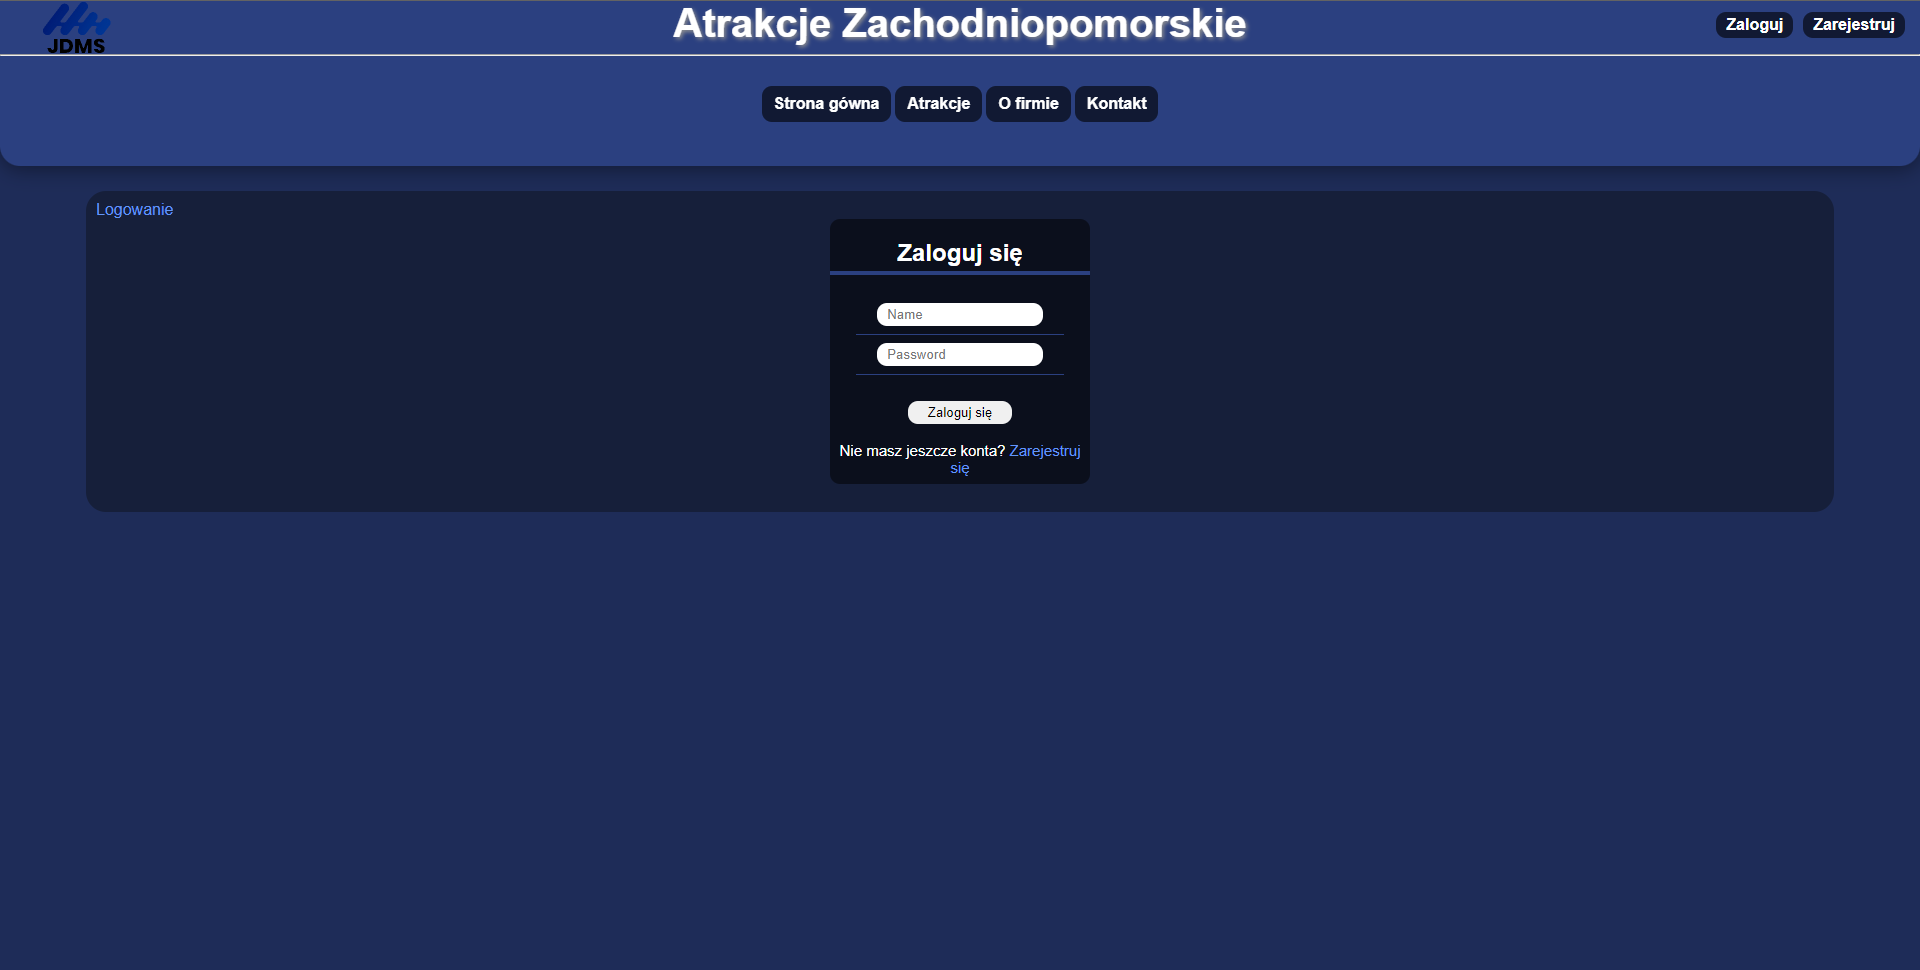 JDMS
Atrakcje Zachodniopomorskie
Zaloguj
Zarejestruj
Strona gówna
Atrakcje
O firmie
Kontakt
Logowanie
Zaloguj się
Name
Password
Zaloguj się
Nie masz jeszcze konta? Zarejestruj
się